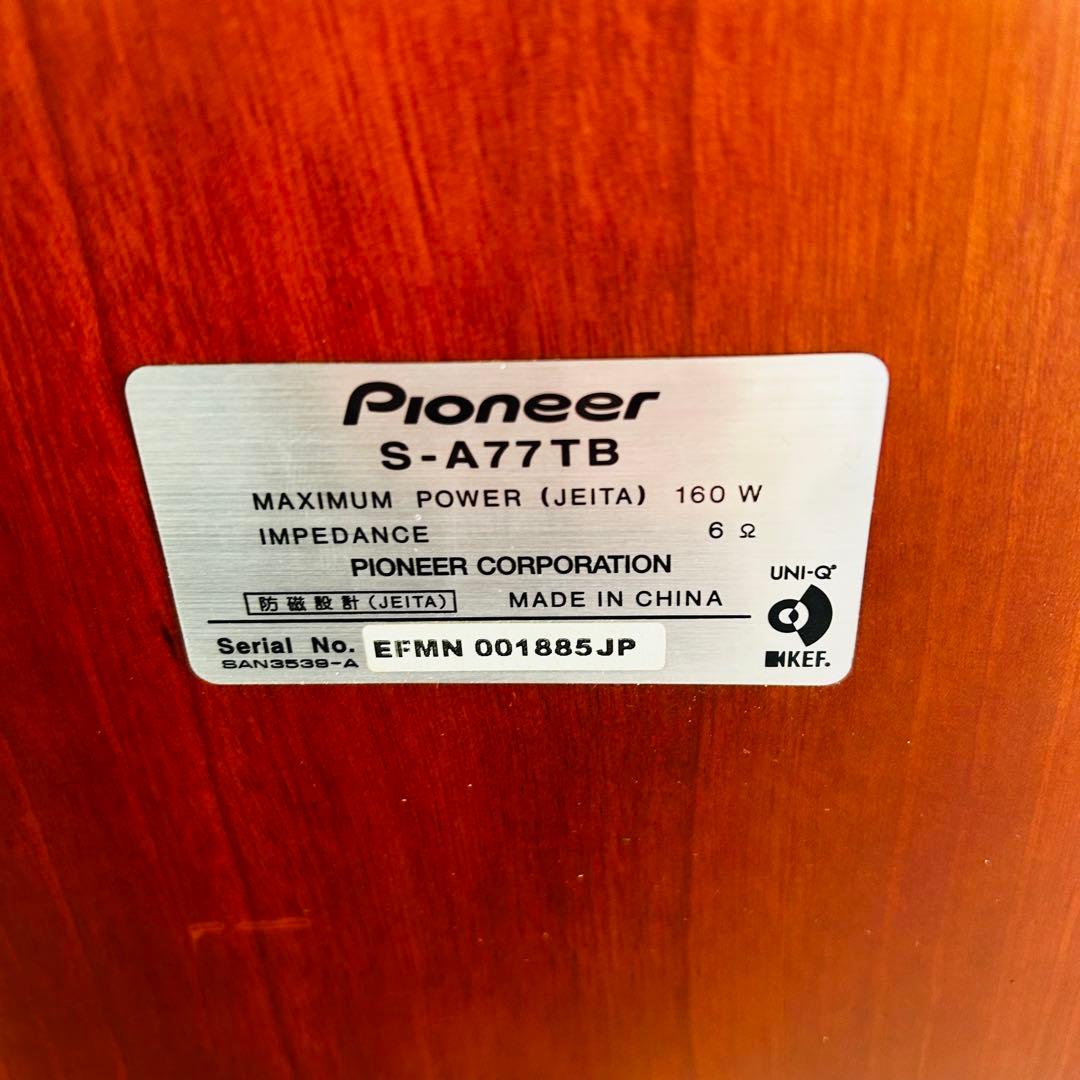 Pioneer
S-A77TB
MAXIMUM POWER (JEITA) 160 W
IMPEDANCE 6 Ω
PIONEER CORPORATION
防磁設計(JEITA) MADE IN CHINA
UNI-Q®
KEF.
Serial No. EFMN 001885JP
SAN3539-A